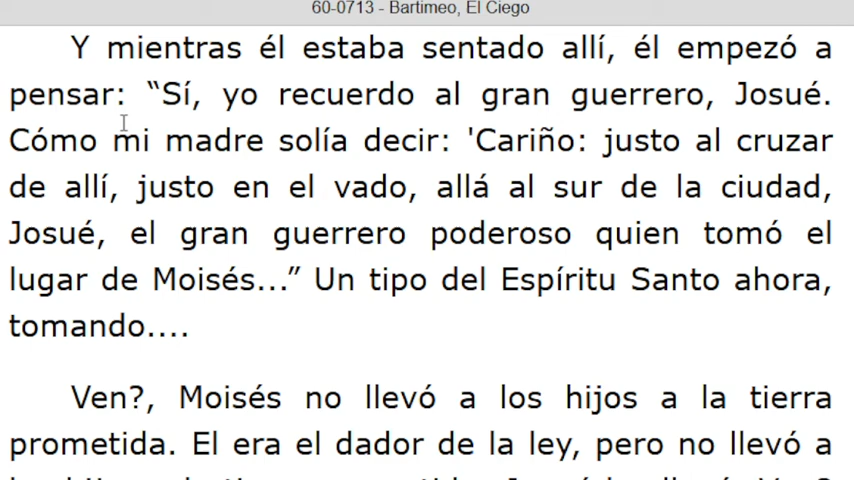 60-0713 - Bartimeo, El Ciego
Y mientras él estaba sentado allí, él empezó a
pensar: “Sí, yo recuerdo al gran guerrero, Josué.
Cómo mi madre solía decir: 'Cariño: justo al cruzar
de allí, justo en el vado, allá al sur de la ciudad,
Josué, el gran guerrero poderoso quien tomó el
lugar de Moisés...” Un tipo del Espíritu Santo ahora,
tomando....
Ven?, Moisés no llevó a los hijos a la tierra
prometida. El era el dador de la ley, pero no llevó a